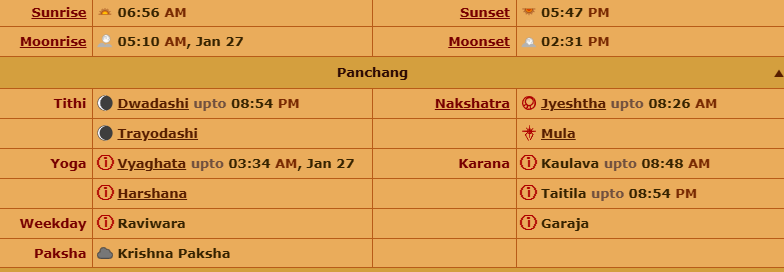 Sunrise 06:56 AM Sunset 05:47 PM
Moonrise 05:10 AM, Jan 27 Moonset 02:31 PM
Panchang
Tithi Dwadashi upto 08:54 PM Nakshatra Jyeshtha upto 08:26 AM
Trayodashi Mula
Yoga Vyaghata upto 03:34 AM, Jan 27 Karana Kaulava upto 08:48 AM
Harshana Taitila upto 08:54 PM
Weekday Raviwara Garaja
Paksha Krishna Paksha